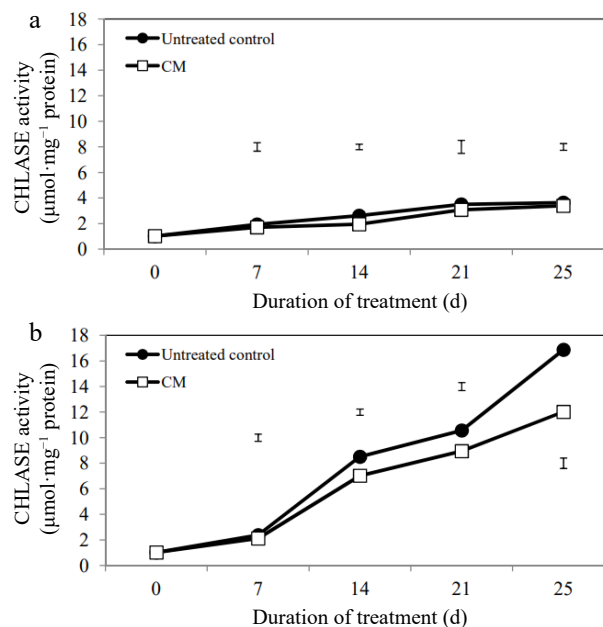 a
Untreated control
CM
CHLASE activity
(μmol·mg⁻¹ protein)
18
16
14
12
10
8
6
4
2
0
0 7 14 21 25
Duration of treatment (d)
b
Untreated control
CM
CHLASE activity
(μmol·mg⁻¹ protein)
18
16
14
12
10
8
6
4
2
0
0 7 14 21 25
Duration of treatment (d)